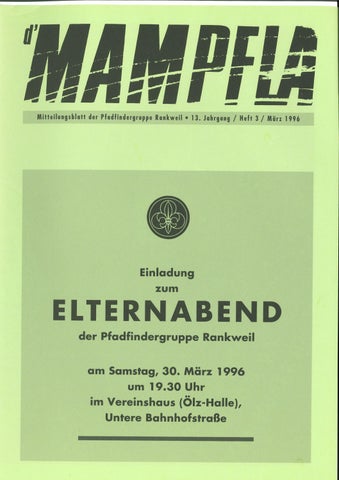 d'MAMPFLA
Mitteilungsblatt der Pfadfindergruppe Rankweil • 13. Jahrgang / Heft 3 / März 1996
Einladung
zum
ELTERNABEND
der Pfadfindergruppe Rankweil
am Samstag, 30. März 1996
um 19.30 Uhr
im Vereinshaus (Ölz-Halle),
Untere Bahnhofstraße